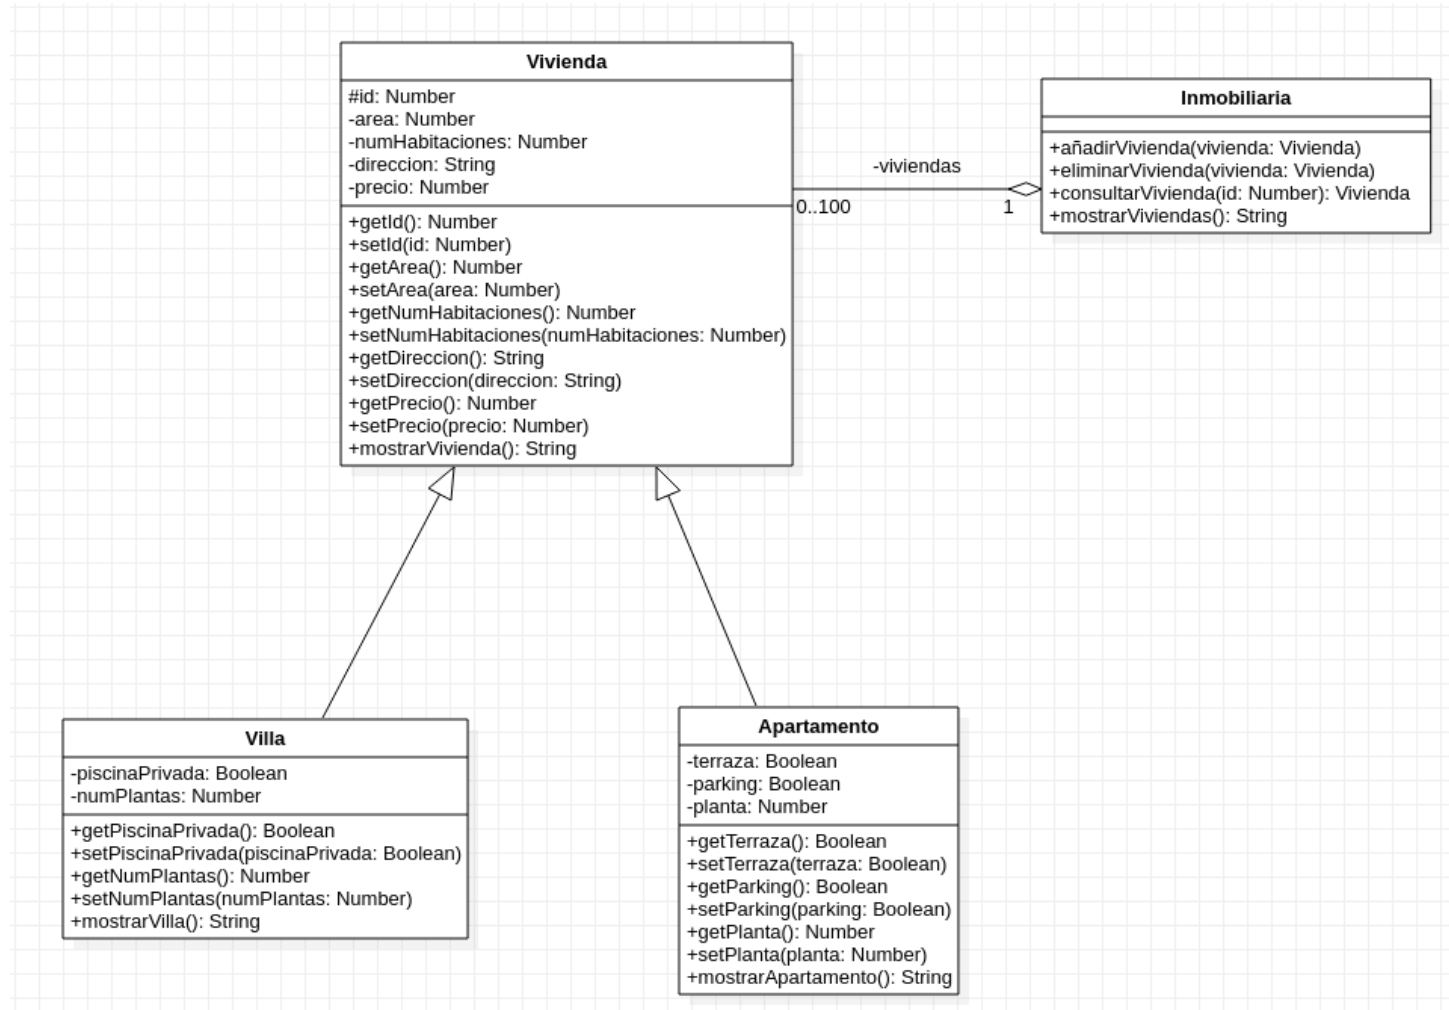 Vivienda
#id: Number
-area: Number
-numHabitaciones: Number
-direccion: String
-precio: Number
+getId(): Number
+setId(id: Number)
+getArea(): Number
+setArea(area: Number)
+getNumHabitaciones(): Number
+setNumHabitaciones(numHabitaciones: Number)
+getDireccion(): String
+setDireccion(direccion: String)
+getPrecio(): Number
+setPrecio(precio: Number)
+mostrarVivienda(): String
-viviendas
0..100
1
Inmobiliaria
+añadirVivienda(vivienda: Vivienda)
+eliminarVivienda(vivienda: Vivienda)
+consultarVivienda(id: Number): Vivienda
+mostrarViviendas(): String
Villa
-piscinaPrivada: Boolean
-numPlantas: Number
+getPiscinaPrivada(): Boolean
+setPiscinaPrivada(piscinaPrivada: Boolean)
+getNumPlantas(): Number
+setNumPlantas(numPlantas: Number)
+mostrarVilla(): String
Apartamento
-terraza: Boolean
-parking: Boolean
-planta: Number
+getTerraza(): Boolean
+setTerraza(terraza: Boolean)
+getParking(): Boolean
+setParking(parking: Boolean)
+getPlanta(): Number
+setPlanta(planta: Number)
+mostrarApartamento(): String